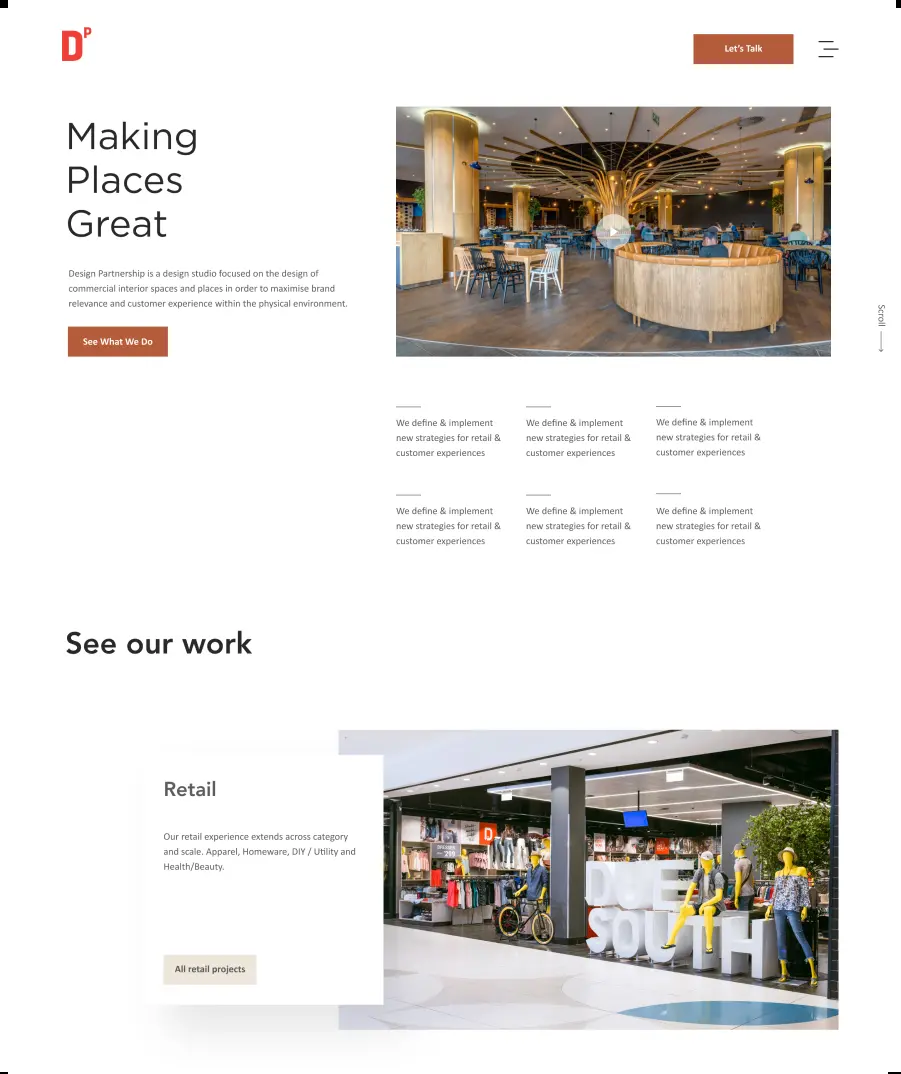 DP
Let's Talk
Making
Places
Great
Design Partnership is a design studio focused on the design of
commercial interior spaces and places in order to maximise brand
relevance and customer experience within the physical environment.
See What We Do
Scroll
We define & implement
new strategies for retail &
customer experiences
We define & implement
new strategies for retail &
customer experiences
We define & implement
new strategies for retail &
customer experiences
We define & implement
new strategies for retail &
customer experiences
We define & implement
new strategies for retail &
customer experiences
We define & implement
new strategies for retail &
customer experiences
See our work
Retail
Our retail experience extends across category
and scale. Apparel, Homeware, DIY / Utility and
Health/Beauty.
All retail projects
D
DUE
SOUTH